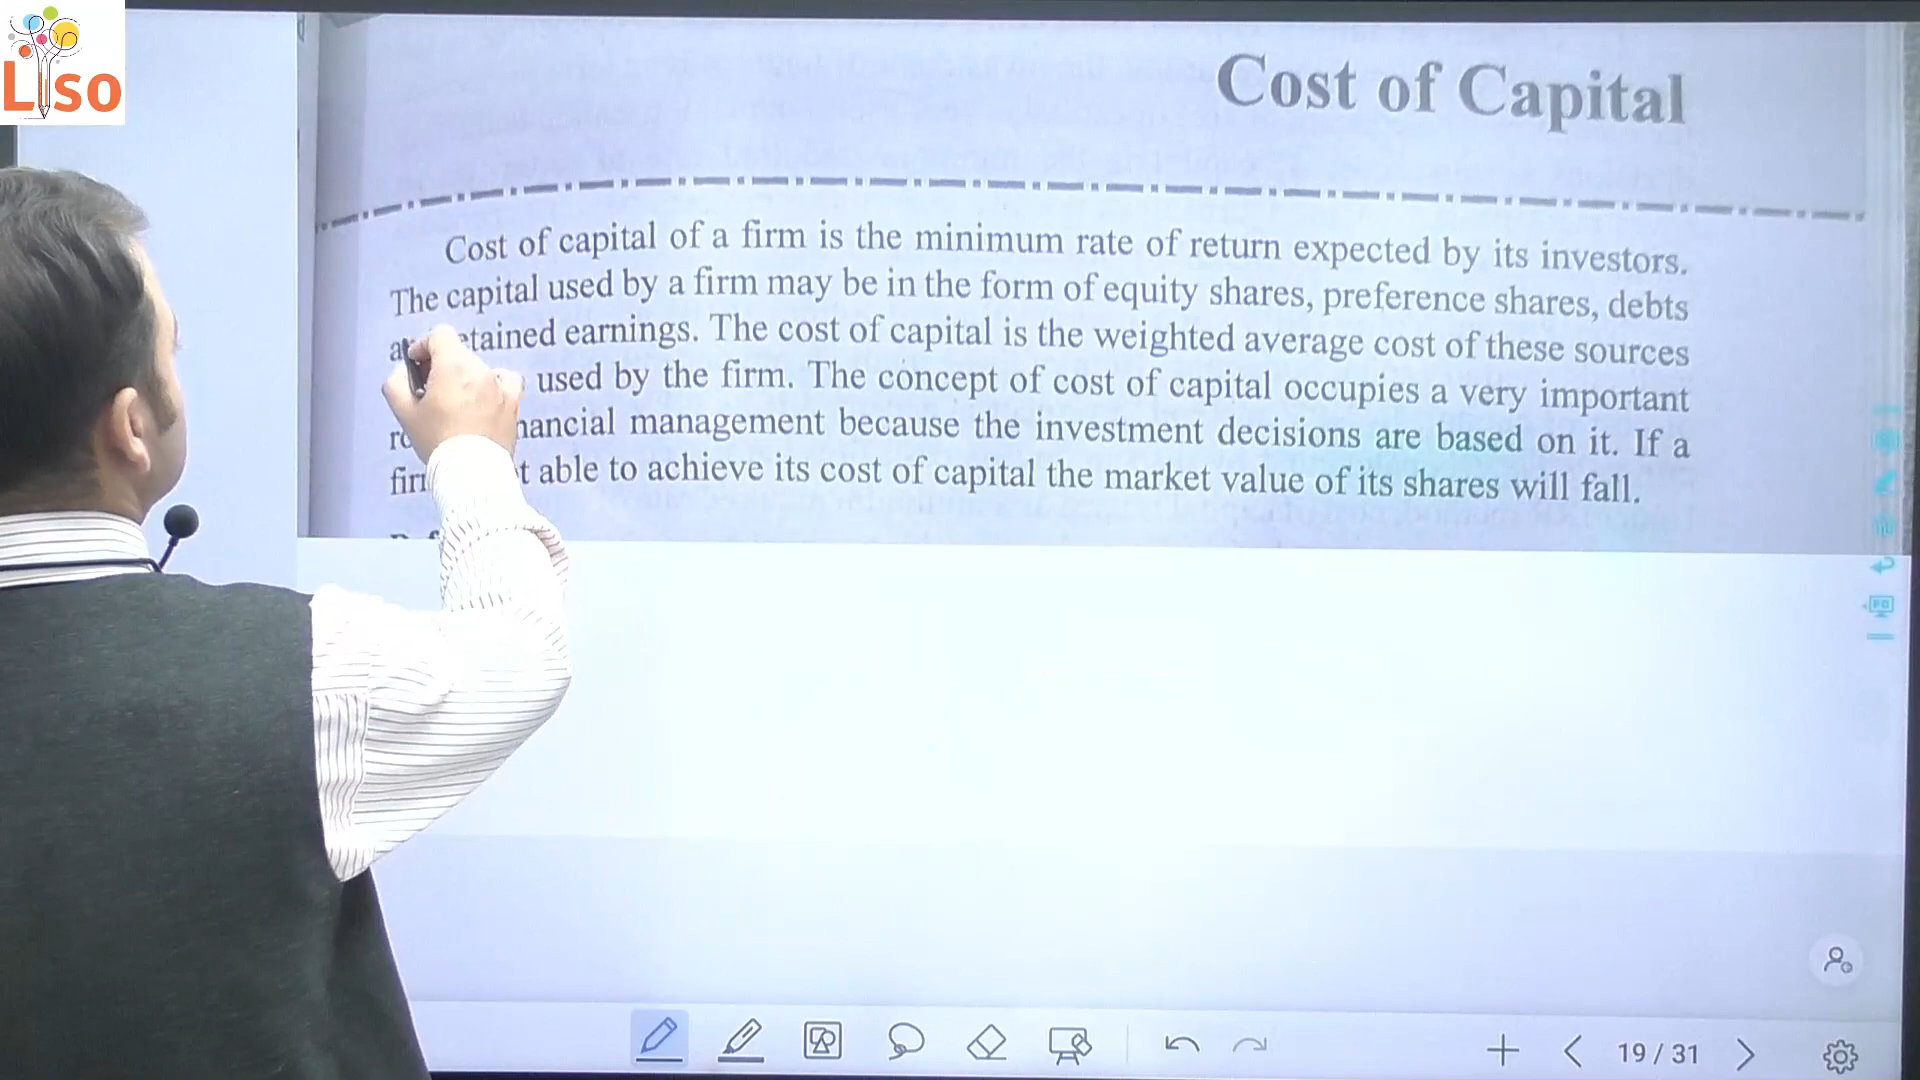 Liso
Cost of Capital
Cost of capital of a firm is the minimum rate of return expected by its investors.
The capital used by a firm may be in the form of equity shares, preference shares, debts
earnings. The cost of capital is the weighted average cost of these sources
used by the firm. The concept of cost of capital occupies a very important
management because the investment decisions are based on it. If a
able to achieve its cost of capital the market value of its shares will fall.
19 / 31